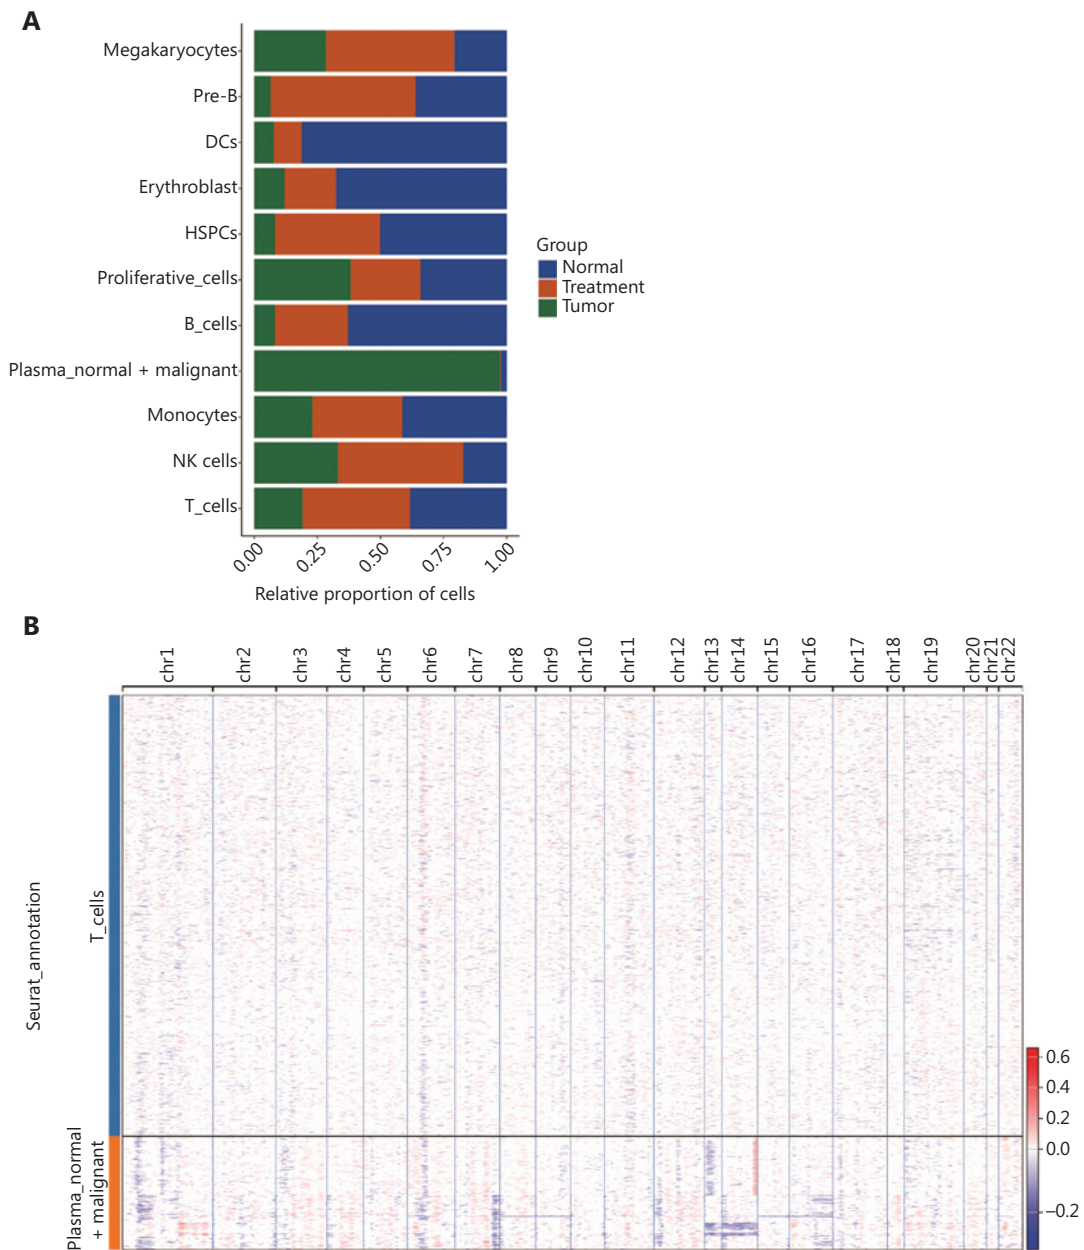 A
Megakaryocytes
Pre-B
DCs
Erythroblast
HSPCs
Proliferative_cells
B_cells
Plasma_normal + malignant
Monocytes
NK cells
T_cells
0.00
0.25
0.50
0.75
1.00
Relative proportion of cells
Group
Normal
Treatment
Tumor
B
chr1
chr2
chr3
chr4
chr5
chr6
chr7
chr8
chr9
chr10
chr11
chr12
chr13
chr14
chr15
chr16
chr17
chr18
chr19
chr20
chr21
chr22
Seurat_annotation
T_cells
Plasma_normal
+ malignant
0.6
0.4
0.2
0.0
−0.2